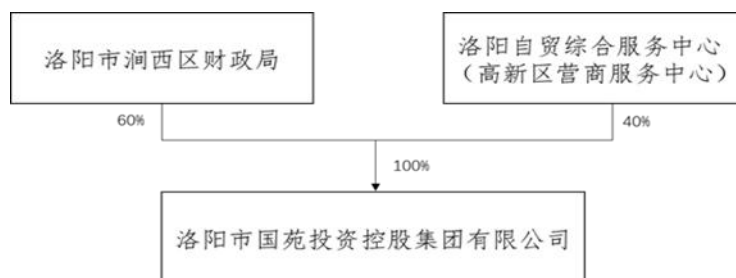 洛阳市涧西区财政局
洛阳自贸综合服务中心
（高新区营商服务中心）
60%
40%
100%
洛阳市国苑投资控股集团有限公司